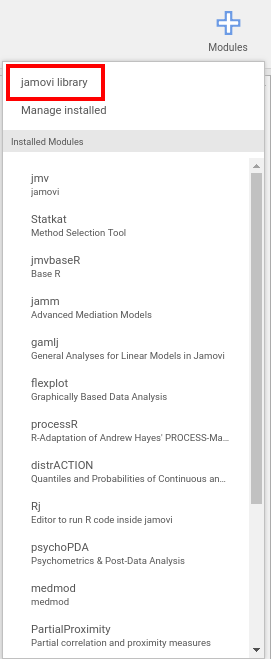 Modules
jamovi library
Manage installed
Installed Modules
jmv
jamovi
Statkat
Method Selection Tool
jmvbaseR
Base R
jamm
Advanced Mediation Models
gamlj
General Analyses for Linear Models in Jamovi
flexplot
Graphically Based Data Analysis
processR
R-Adaptation of Andrew Hayes' PROCESS-Ma...
distrACTION
Quantiles and Probabilities of Continuous an...
Rj
Editor to run R code inside jamovi
psychoPDA
Psychometrics & Post-Data Analysis
medmod
medmod
PartialProximity
Partial correlation and proximity measures